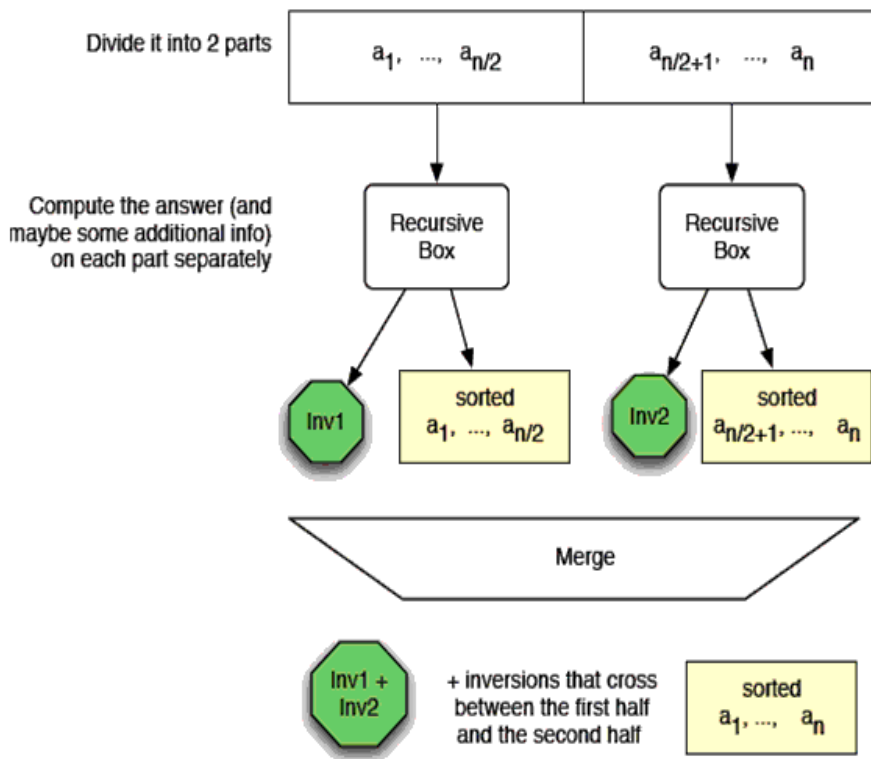 Divide it into 2 parts
a1, ..., an/2
an/2+1, ..., an
Compute the answer (and
maybe some additional info)
on each part separately
Recursive
Box
Recursive
Box
Inv1
sorted
a1, ..., an/2
Inv2
sorted
an/2+1, ..., an
Merge
Inv1 +
Inv2
+ inversions that cross
between the first half
and the second half
sorted
a1, ..., an